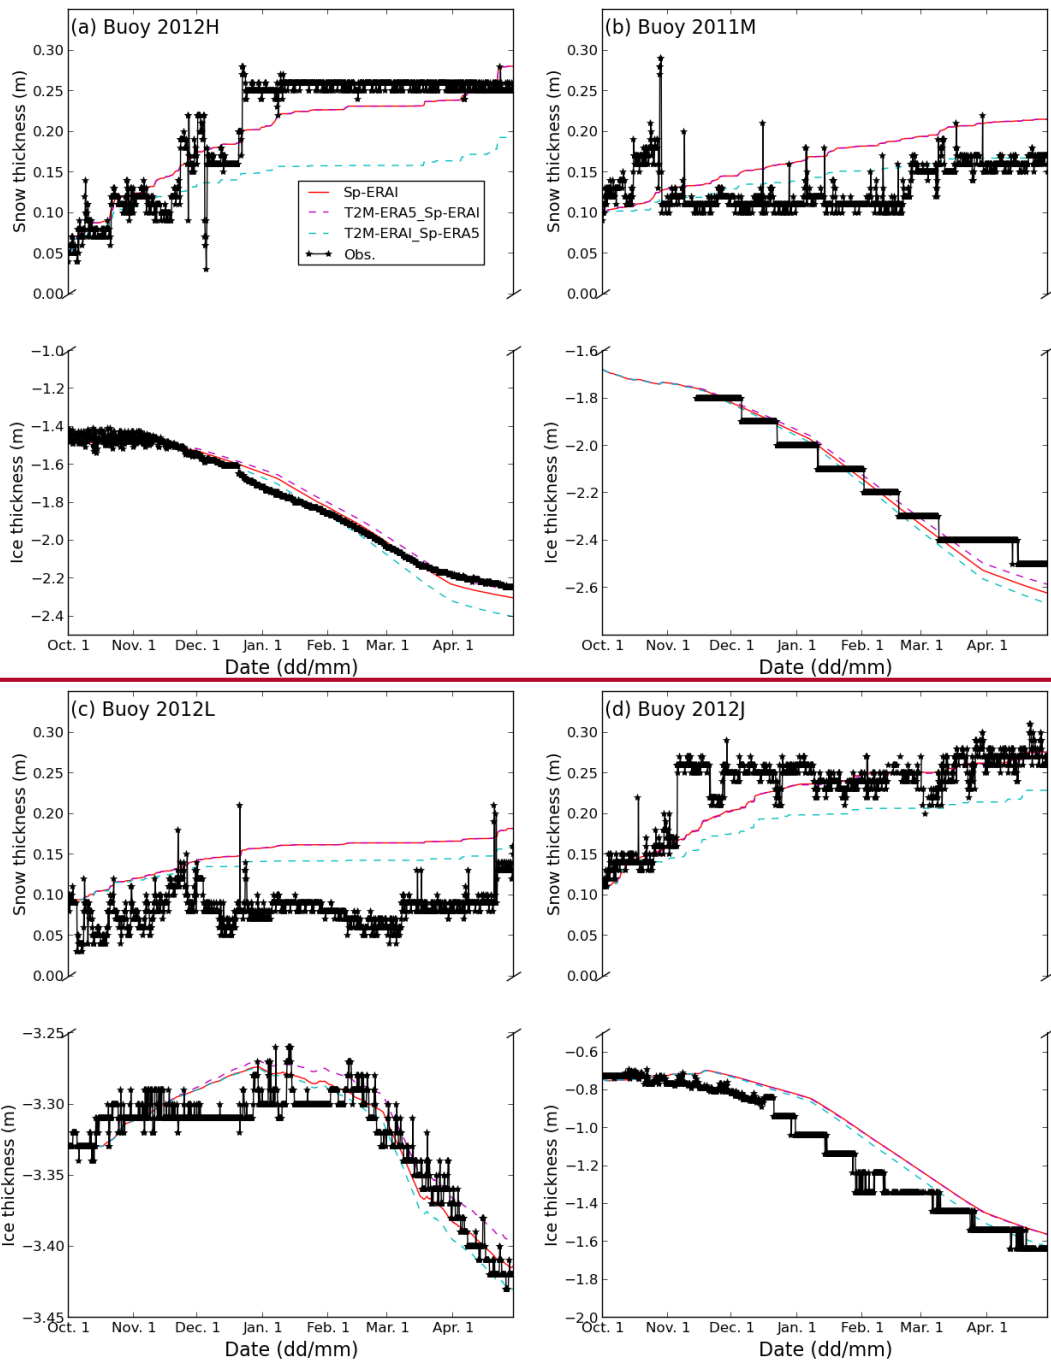 (a) Buoy 2012H
Snow thickness (m)
0.30
0.25
0.20
0.15
0.10
0.05
0.00
Sp-ERAI
T2M-ERA5_Sp-ERAI
T2M-ERAI_Sp-ERA5
Obs.
Ice thickness (m)
−1.0
−1.2
−1.4
−1.6
−1.8
−2.0
−2.2
−2.4
Oct. 1 Nov. 1 Dec. 1 Jan. 1 Feb. 1 Mar. 1 Apr. 1
Date (dd/mm)
(b) Buoy 2011M
Snow thickness (m)
0.30
0.25
0.20
0.15
0.10
0.05
0.00
Ice thickness (m)
−1.6
−1.8
−2.0
−2.2
−2.4
−2.6
Oct. 1 Nov. 1 Dec. 1 Jan. 1 Feb. 1 Mar. 1 Apr. 1
Date (dd/mm)
(c) Buoy 2012L
Snow thickness (m)
0.30
0.25
0.20
0.15
0.10
0.05
0.00
Ice thickness (m)
−3.25
−3.30
−3.35
−3.40
−3.45
Oct. 1 Nov. 1 Dec. 1 Jan. 1 Feb. 1 Mar. 1 Apr. 1
Date (dd/mm)
(d) Buoy 2012J
Snow thickness (m)
0.30
0.25
0.20
0.15
0.10
0.05
0.00
Ice thickness (m)
−0.6
−0.8
−1.0
−1.2
−1.4
−1.6
−1.8
−2.0
Oct. 1 Nov. 1 Dec. 1 Jan. 1 Feb. 1 Mar. 1 Apr. 1
Date (dd/mm)